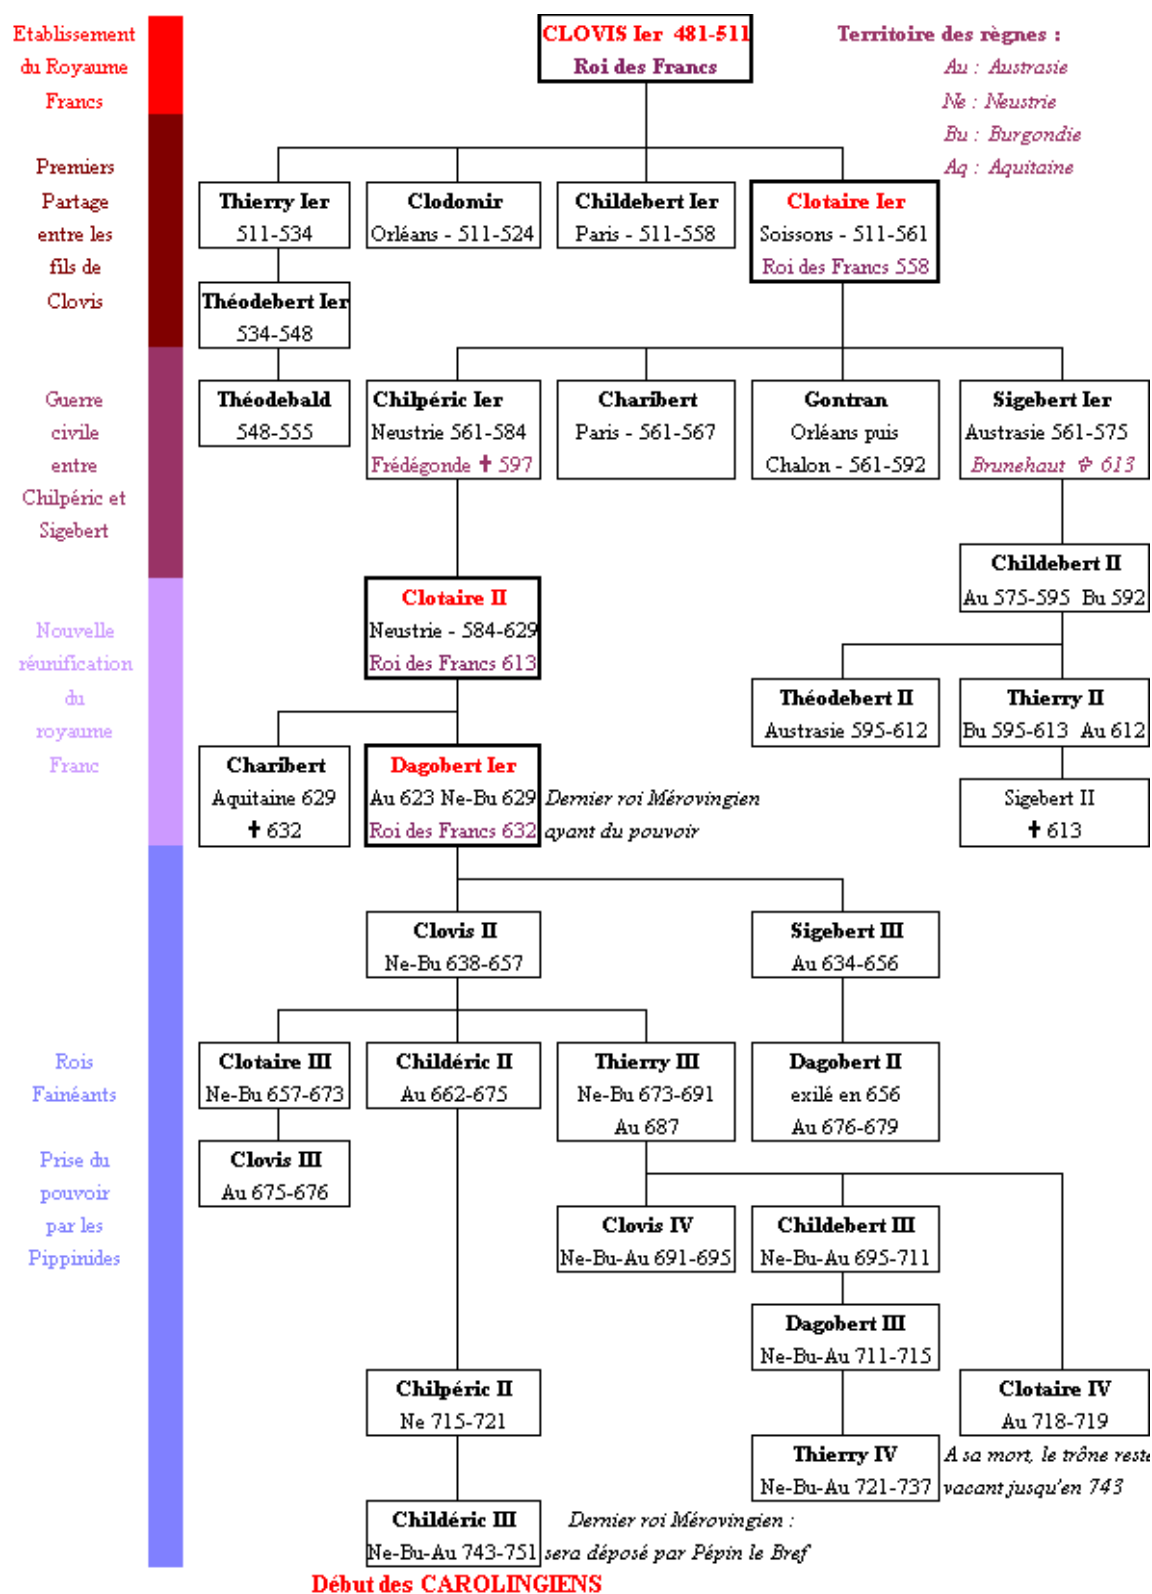 Etablissement
du Royaume
Francs
CLOVIS Ier 481-511
Roi des Francs
Territoire des règnes :
Au : Austrasie
Ne : Neustrie
Bu : Burgondie
Aq : Aquitaine
Premiers
Partage
entre les
fils de
Clovis
Thierry Ier
511-534
Clodomir
Orléans - 511-524
Childebert Ier
Paris - 511-558
Clotaire Ier
Soissons - 511-561
Roi des Francs 558
Théodebert Ier
534-548
Guerre
civile
entre
Chilpéric et
Sigebert
Théodebald
548-555
Chilpéric Ier
Neustrie 561-584
Frédégonde ✝ 597
Charibert
Paris - 561-567
Gontran
Orléans puis
Chalon - 561-592
Sigebert Ier
Austrasie 561-575
Brunehaut ✞ 613
Childebert II
Au 575-595 Bu 592
Nouvelle
réunification
du
royaume
Franc
Clotaire II
Neustrie - 584-629
Roi des Francs 613
Théodebert II
Austrasie 595-612
Thierry II
Bu 595-613 Au 612
Charibert
Aquitaine 629
✝ 632
Dagobert Ier
Au 623 Ne-Bu 629
Roi des Francs 632
Dernier roi Mérovingien
ayant du pouvoir
Sigebert II
✝ 613
Clovis II
Ne-Bu 638-657
Sigebert III
Au 634-656
Rois
Fainéants
Clotaire III
Ne-Bu 657-673
Childéric II
Au 662-675
Thierry III
Ne-Bu 673-691
Au 687
Dagobert II
exilé en 656
Au 676-679
Prise du
pouvoir
par les
Pippinides
Clovis III
Au 675-676
Clovis IV
Ne-Bu-Au 691-695
Childebert III
Ne-Bu-Au 695-711
Dagobert III
Ne-Bu-Au 711-715
Chilpéric II
Ne 715-721
Clotaire IV
Au 718-719
Thierry IV
Ne-Bu-Au 721-737
A sa mort, le trône reste
vacant jusqu'en 743
Childéric III
Ne-Bu-Au 743-751
Dernier roi Mérovingien :
sera déposé par Pépin le Bref
Début des CAROLINGIENS